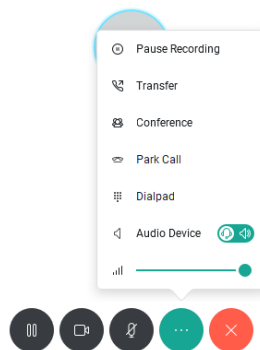 Pause Recording
Transfer
Conference
Park Call
Dialpad
Audio Device